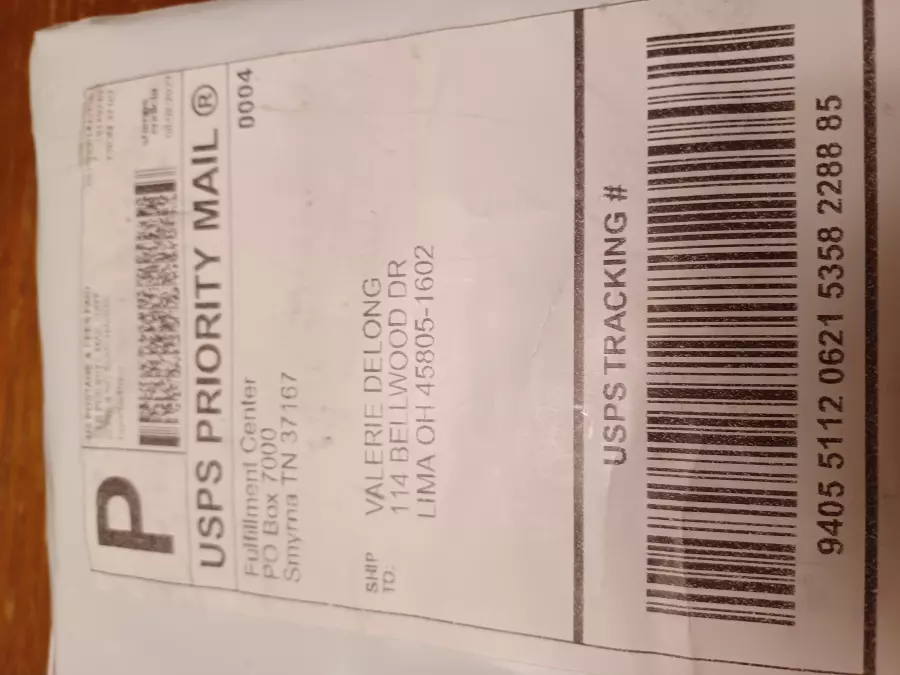 P
USPS PRIORITY MAIL ®
0004
Fulfillment Center
PO Box 7000
Smyrna TN 37167
SHIP
TO:
VALERIE DELONG
114 BELLWOOD DR
LIMA OH 45805-1602
USPS TRACKING #
9405 5112 0621 5358 2288 85